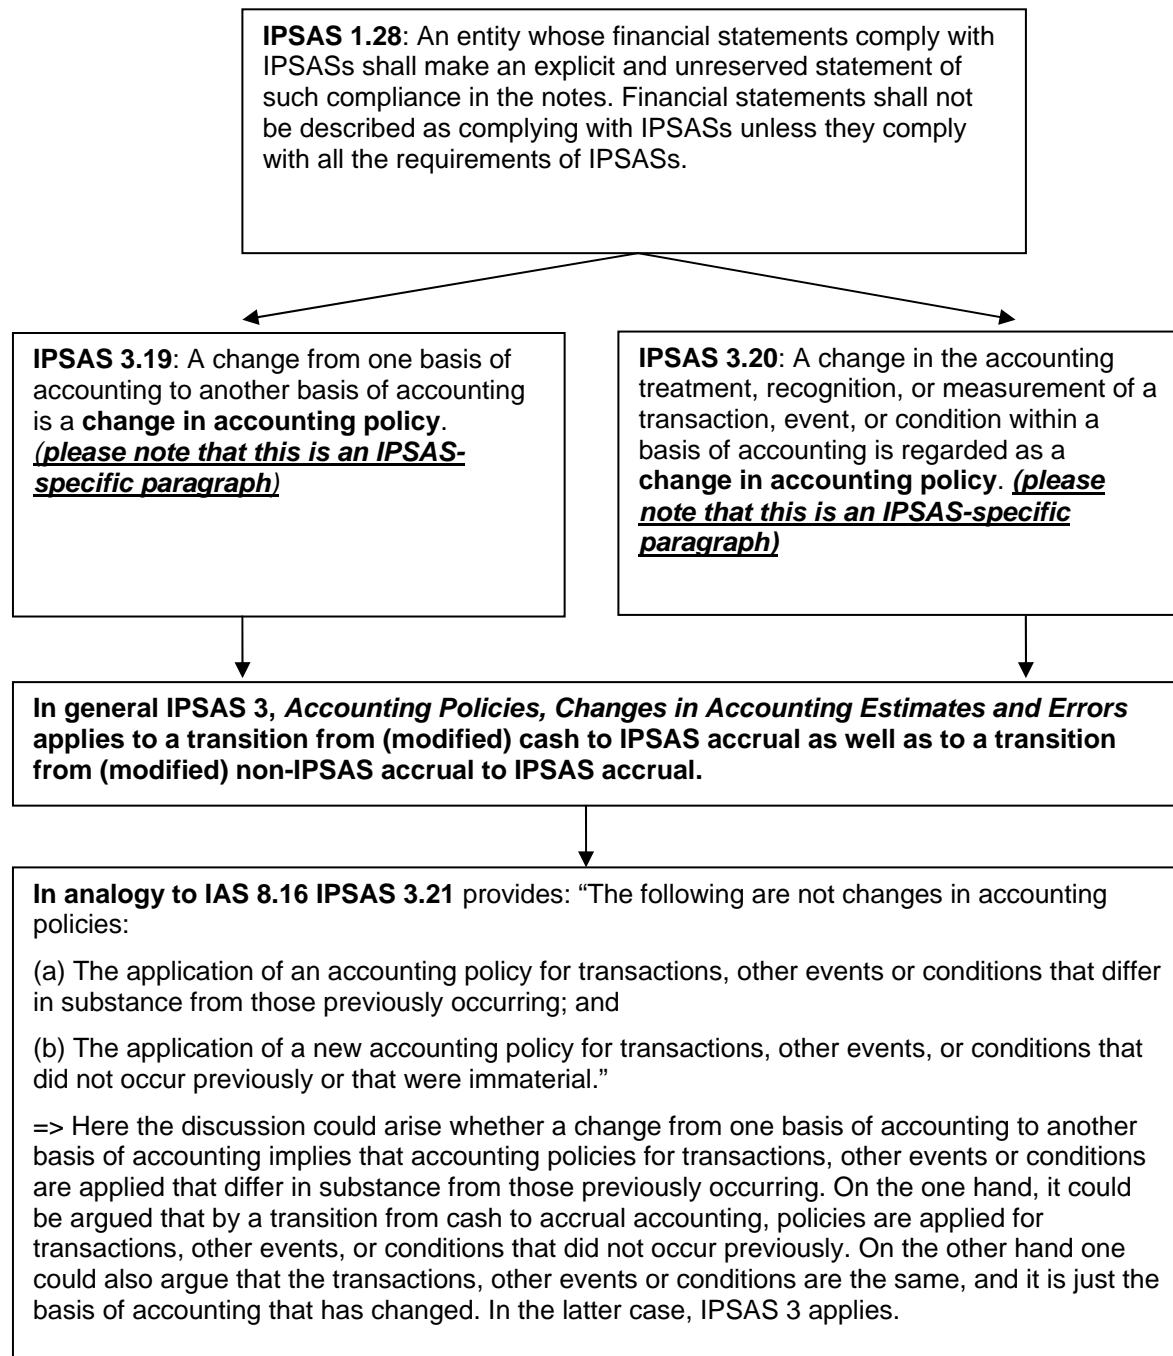 IPSAS 1.28: An entity whose financial statements comply with
IPSASs shall make an explicit and unreserved statement of
such compliance in the notes. Financial statements shall not
be described as complying with IPSASs unless they comply
with all the requirements of IPSASs.
IPSAS 3.19: A change from one basis of
accounting to another basis of accounting
is a change in accounting policy.
(please note that this is an IPSAS-
specific paragraph)
IPSAS 3.20: A change in the accounting
treatment, recognition, or measurement of a
transaction, event, or condition within a
basis of accounting is regarded as a
change in accounting policy. (please
note that this is an IPSAS-specific
paragraph)
In general IPSAS 3, Accounting Policies, Changes in Accounting Estimates and Errors
applies to a transition from (modified) cash to IPSAS accrual as well as to a transition
from (modified) non-IPSAS accrual to IPSAS accrual.
In analogy to IAS 8.16 IPSAS 3.21 provides: “The following are not changes in accounting
policies:
(a) The application of an accounting policy for transactions, other events or conditions that differ
in substance from those previously occurring; and
(b) The application of a new accounting policy for transactions, other events, or conditions that
did not occur previously or that were immaterial.”
=> Here the discussion could arise whether a change from one basis of accounting to another
basis of accounting implies that accounting policies for transactions, other events or conditions
are applied that differ in substance from those previously occurring. On the one hand, it could
be argued that by a transition from cash to accrual accounting, policies are applied for
transactions, other events, or conditions that did not occur previously. On the other hand one
could also argue that the transactions, other events or conditions are the same, and it is just the
basis of accounting that has changed. In the latter case, IPSAS 3 applies.